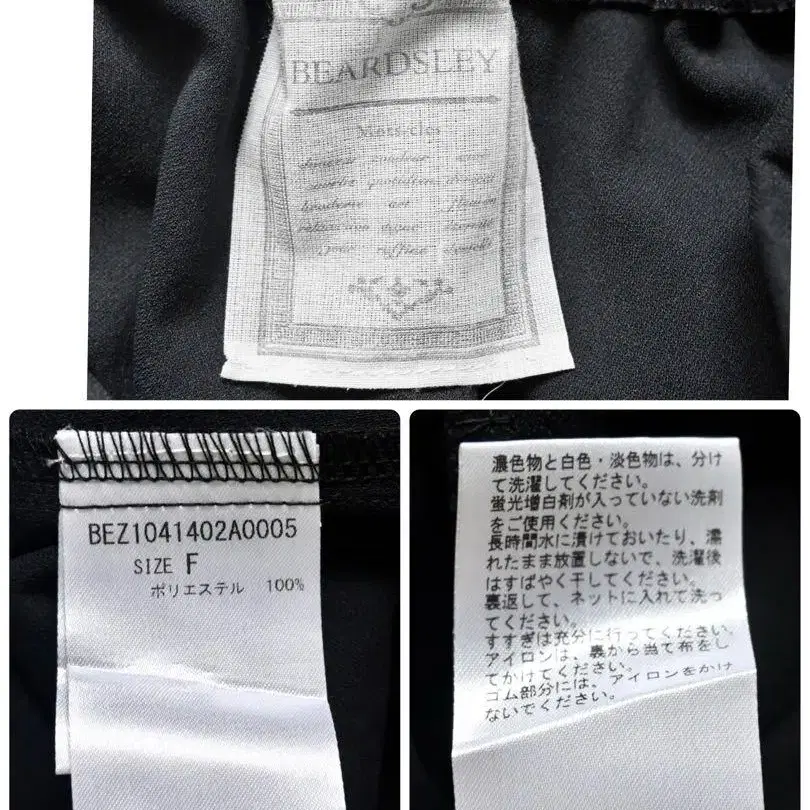 BEARDSLEY
Mots cles
BEZ1041402A0005
SIZE F
ポリエステル 100%
濃色物と白色・淡色物は、分け
て洗濯してください。
蛍光増白剤が入っていない洗剤
をご使用ください。
長時間水に漬けておいたり、濡
れたまま放置しないで、洗濯後
はすばやく干してください。
裏返して、ネットに入れて洗っ
てください。
すすぎは充分に行ってください。
アイロンは、裏から当て布をし
てかけてください。
ゴム部分には、アイロンをかけ
ないでください。